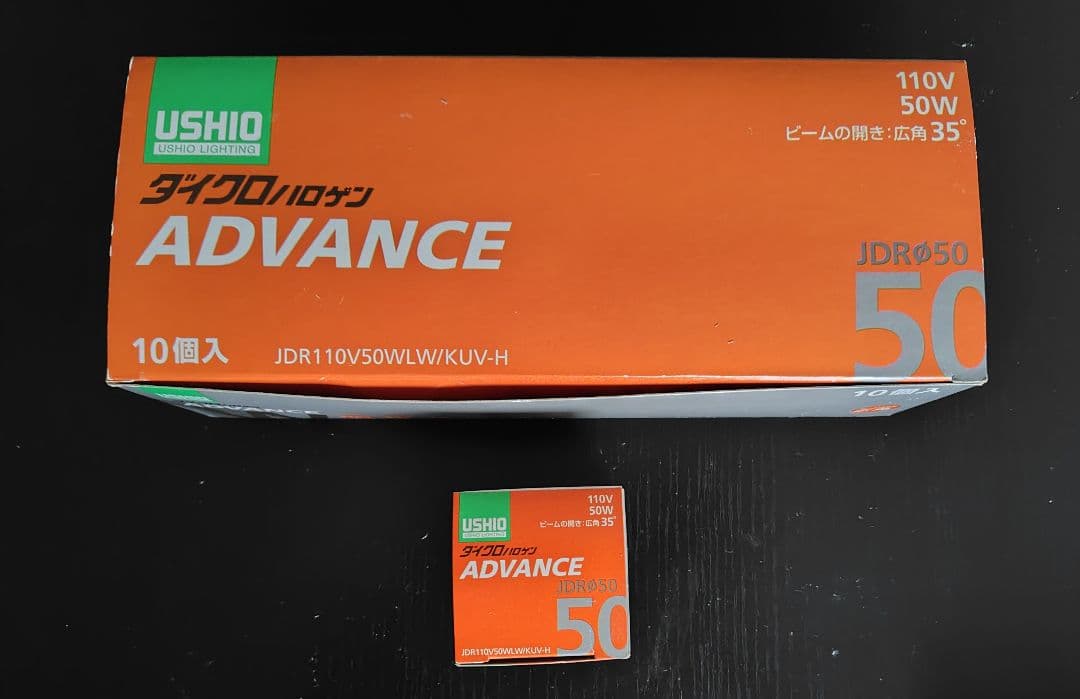 USHIO
USHIO LIGHTING
110V
50W
ビームの開き:広角35°
ダイクロハロゲン
ADVANCE
JDRφ50
50
10個入
JDR110V50WLW/KUV-H
ADVANCE
10個入
USHIO
USHIO LIGHTING
110V
50W
ビームの開き:広角35°
ダイクロハロゲン
ADVANCE
JDRφ50
50
JDR110V50WLW/KUV-H